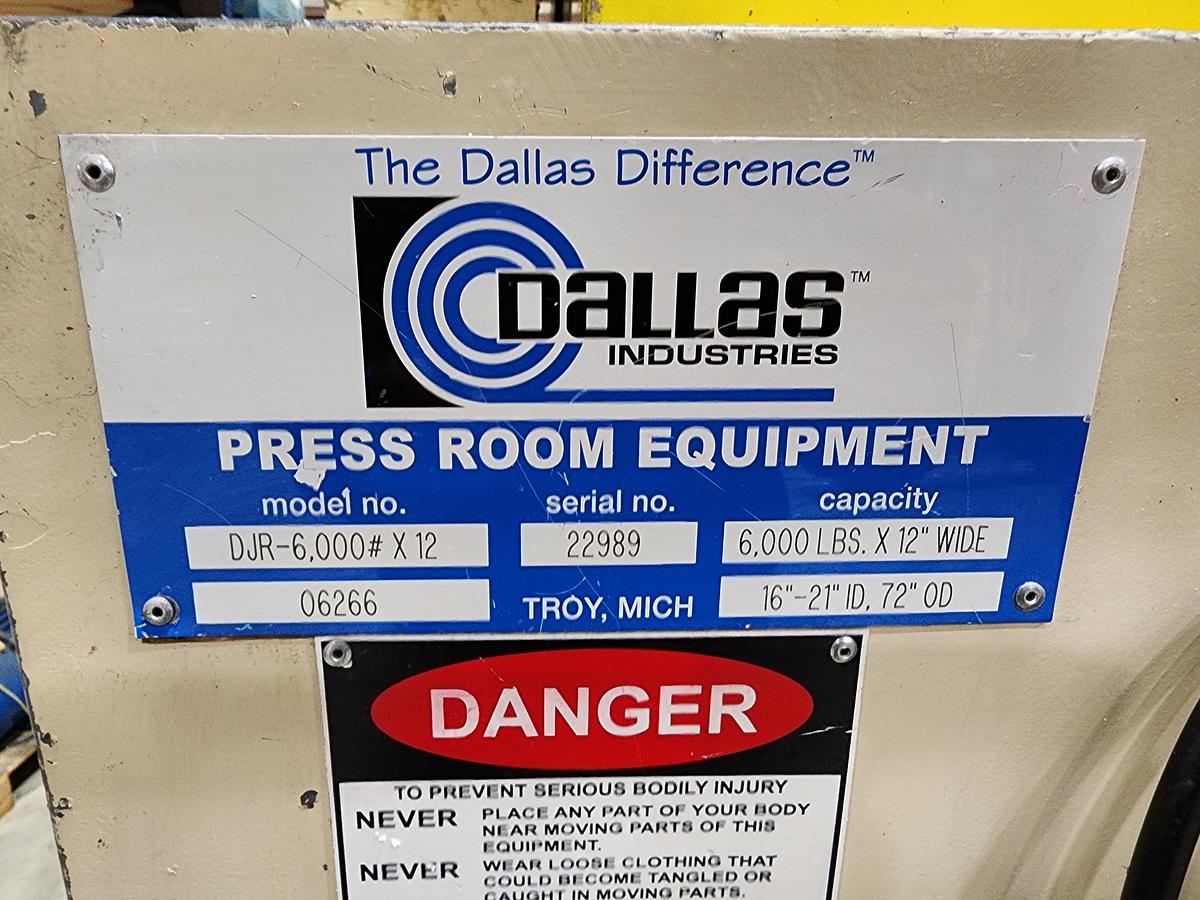 The Dallas Difference™
DALLAS™
INDUSTRIES
PRESS ROOM EQUIPMENT
model no. serial no. capacity
DJR-6,000# X 12 22989 6,000 LBS. X 12" WIDE
06266 TROY, MICH 16"-21" ID, 72" OD
DANGER
TO PREVENT SERIOUS BODILY INJURY
NEVER PLACE ANY PART OF YOUR BODY
NEAR MOVING PARTS OF THIS
EQUIPMENT.
NEVER WEAR LOOSE CLOTHING THAT
COULD BECOME TANGLED OR
CAUGHT IN MOVING PARTS.